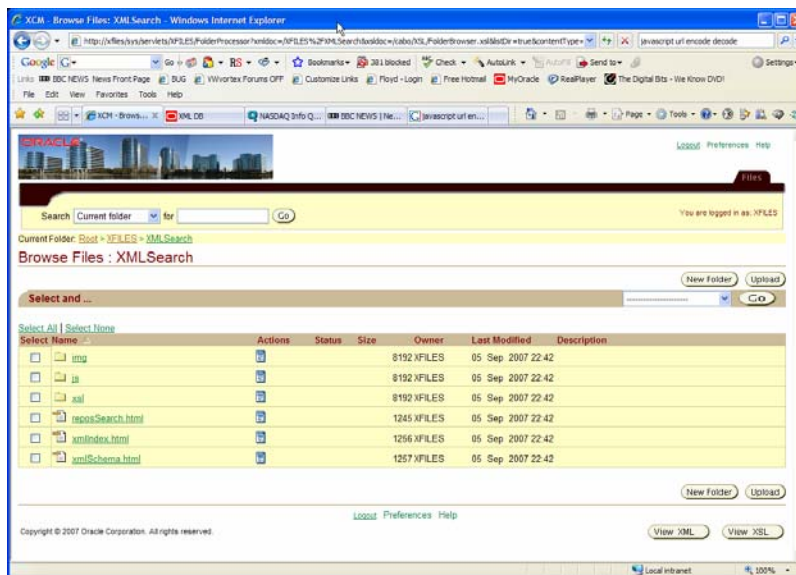 XCM - Browse Files: XMLSearch - Windows Internet Explorer
http://xfiles/sys/servlets/XFILES/FolderProcessor?xmldoc=/XFILES%2FXMLSearch&xsldoc=/cabo/XSL/FolderBrowser.xsl&listDir=true&contentType= javascript url encode decode
Google G Go RS Bookmarks 381 blocked Check AutoLink AutoFill Send to Settings
Links BBC NEWS News Front Page BUG VWvortex Forums OFF Customize Links Floyd - Login Free Hotmail MyOracle RealPlayer The Digital Bits - We Know DVD!
File Edit View Favorites Tools Help
XCM - Brows... X XML DB NASDAQ Info Q... BBC NEWS | Ne... javascript url en... Page Tools
ORACLE
Logout Preferences Help
Files
Search Current folder for Go
You are logged in as: XFILES
Current Folder: Root > XFILES > XMLSearch
Browse Files : XMLSearch
New Folder Upload
Select and ... Go
Select All | Select None
Select Name Actions Status Size Owner Last Modified Description
img 8192 XFILES 05 Sep 2007 22:42
js 8192 XFILES 05 Sep 2007 22:42
xsl 8192 XFILES 05 Sep 2007 22:42
reposSearch.html 1245 XFILES 05 Sep 2007 22:42
xmlIndex.html 1256 XFILES 05 Sep 2007 22:42
xmlSchema.html 1257 XFILES 05 Sep 2007 22:42
New Folder Upload
Logout Preferences Help
Copyright © 2007 Oracle Corporation. All rights reserved.
View XML View XSL
Local intranet 100%